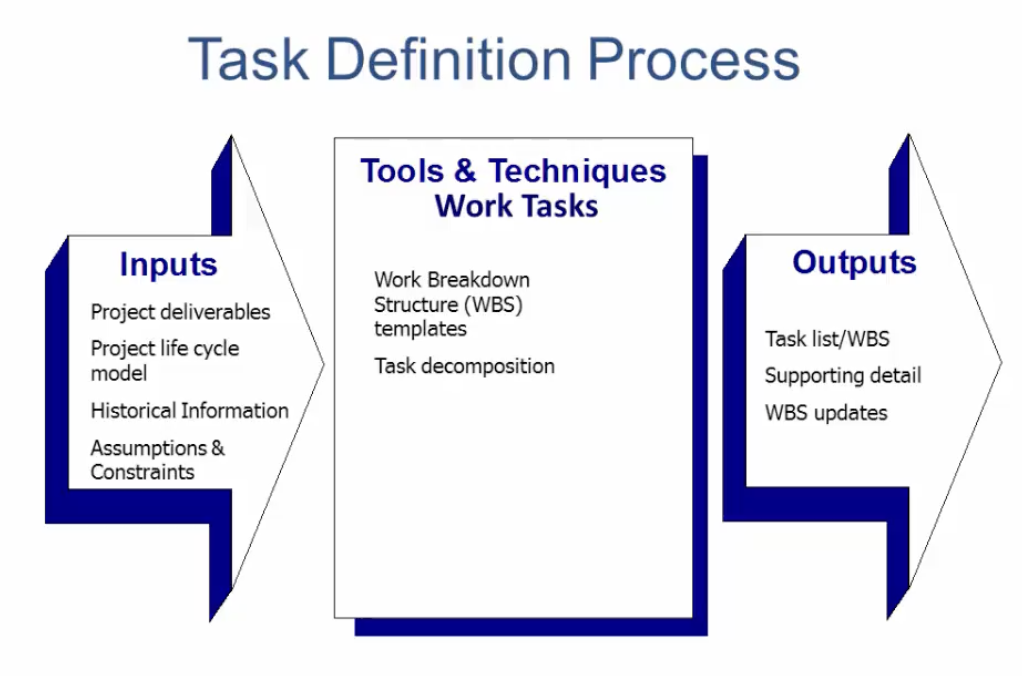 Task Definition Process
Inputs
Project deliverables
Project life cycle
model
Historical Information
Assumptions &
Constraints
Tools & Techniques
Work Tasks
Work Breakdown
Structure (WBS)
templates
Task decomposition
Outputs
Task list/WBS
Supporting detail
WBS updates